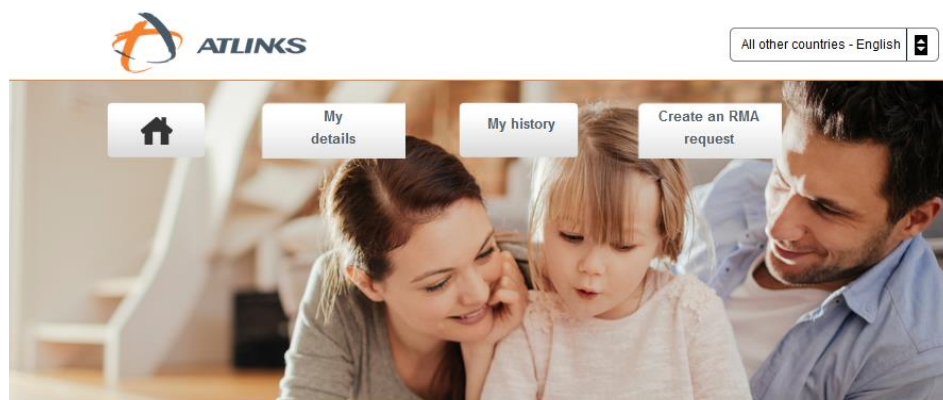 ATLINKS
All other countries - English
My
details
My history
Create an RMA
request